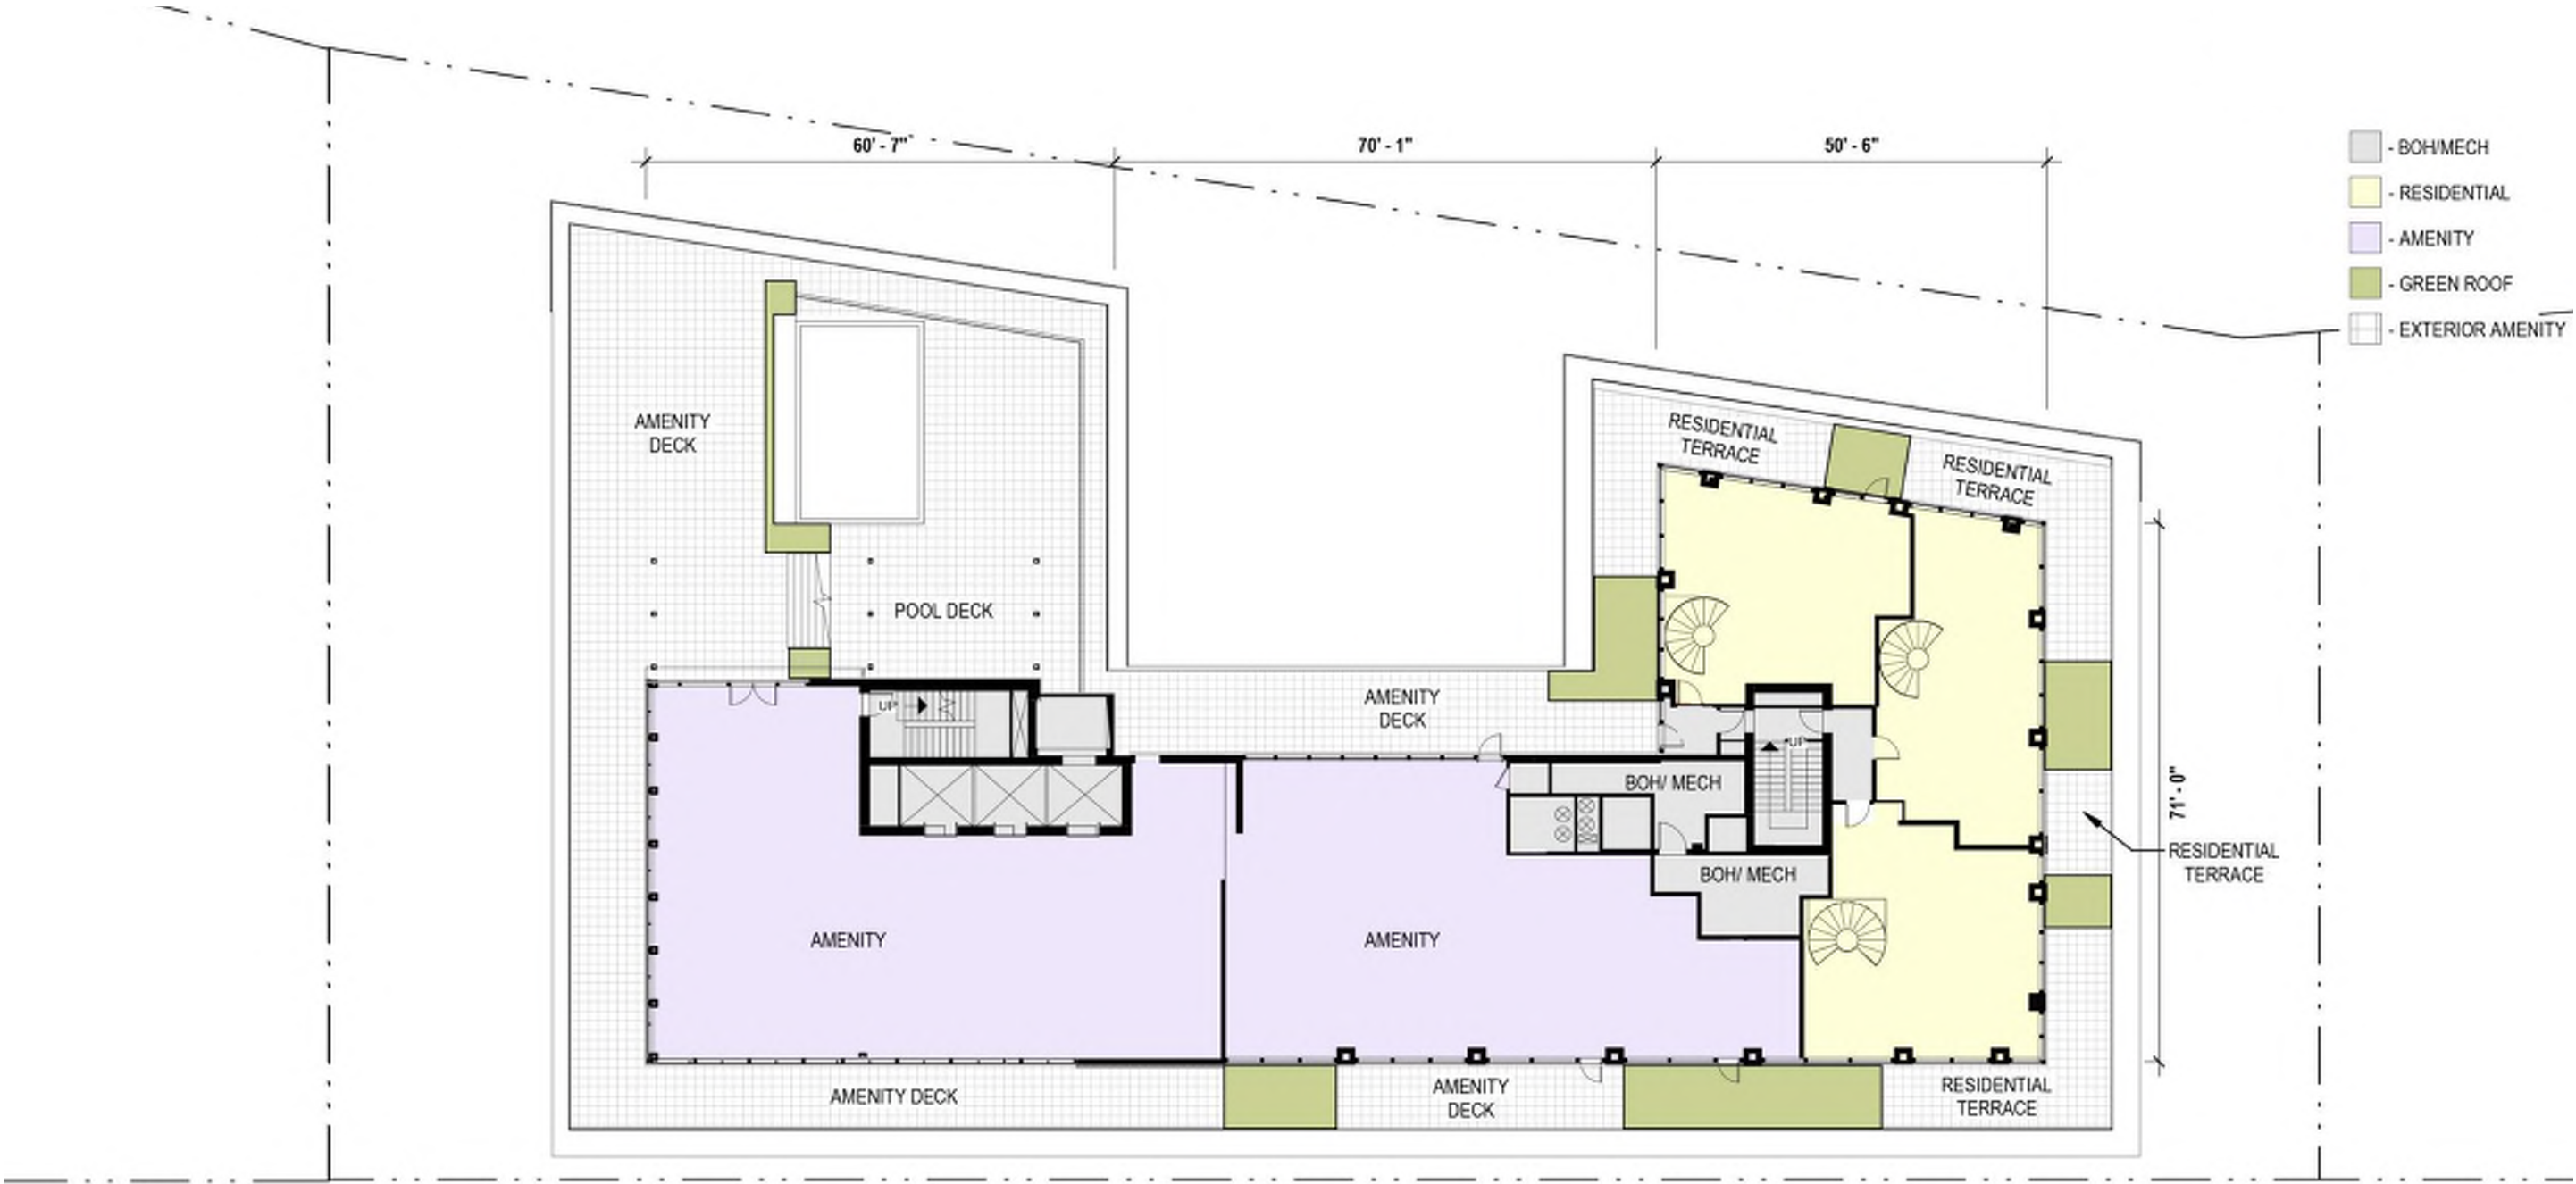 60' - 7"
70' - 1"
50' - 6"
- BOH/MECH
- RESIDENTIAL
- AMENITY
- GREEN ROOF
- EXTERIOR AMENITY
AMENITY
DECK
RESIDENTIAL
TERRACE
RESIDENTIAL
TERRACE
POOL DECK
AMENITY
DECK
UP
UP
BOH/ MECH
BOH/ MECH
71' - 0"
RESIDENTIAL
TERRACE
AMENITY
AMENITY
AMENITY DECK
AMENITY
DECK
RESIDENTIAL
TERRACE